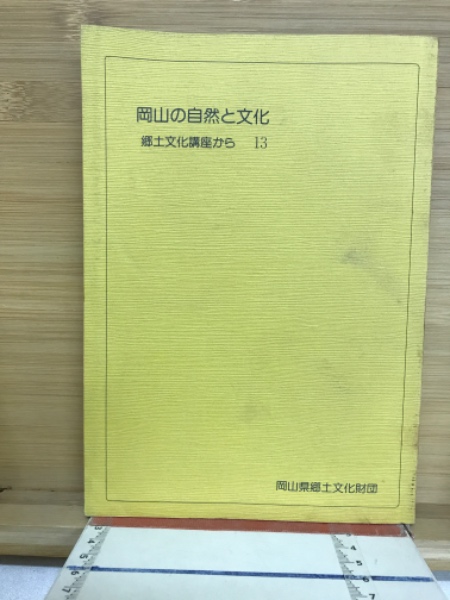 岡山の自然と文化
郷土文化講座から 13
岡山県郷土文化財団